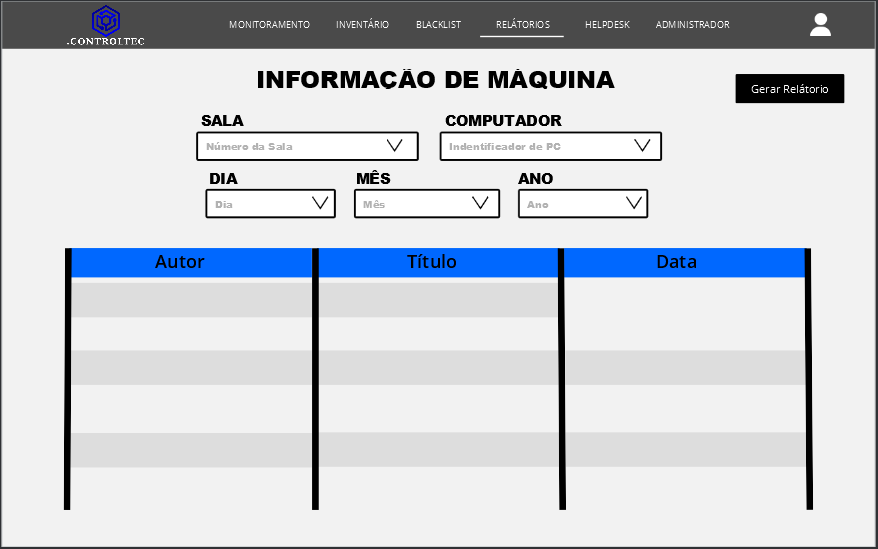 .CONTROLTEC
MONITORAMENTO INVENTÁRIO BLACKLIST RELÁTORIOS HELPDESK ADMINISTRADOR
INFORMAÇÃO DE MÁQUINA
Gerar Relátorio
SALA COMPUTADOR
Número da Sala Indentificador de PC
DIA MÊS ANO
Dia Mês Ano
Autor Título Data